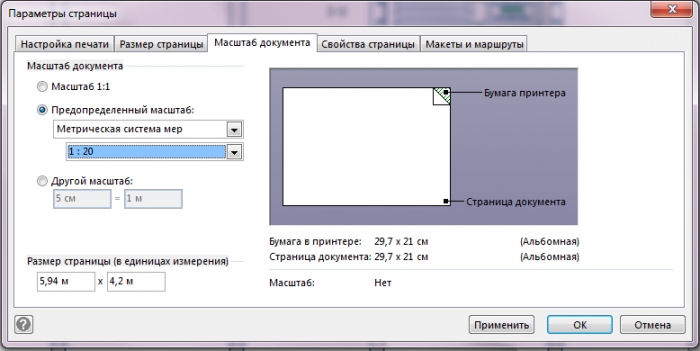 Параметры страницы
Настройка печати Размер страницы Масштаб документа Свойства страницы Макеты и маршруты
Масштаб документа
Масштаб 1:1
Предопределенный масштаб:
Метрическая система мер
1 : 20
Другой масштаб:
5 см = 1 м
Размер страницы (в единицах измерения)
5,94 м x 4,2 м
Бумага принтера
Страница документа
Бумага в принтере: 29,7 x 21 см (Альбомная)
Страница документа: 29,7 x 21 см (Альбомная)
Масштаб: Нет
? Применить ОК Отмена